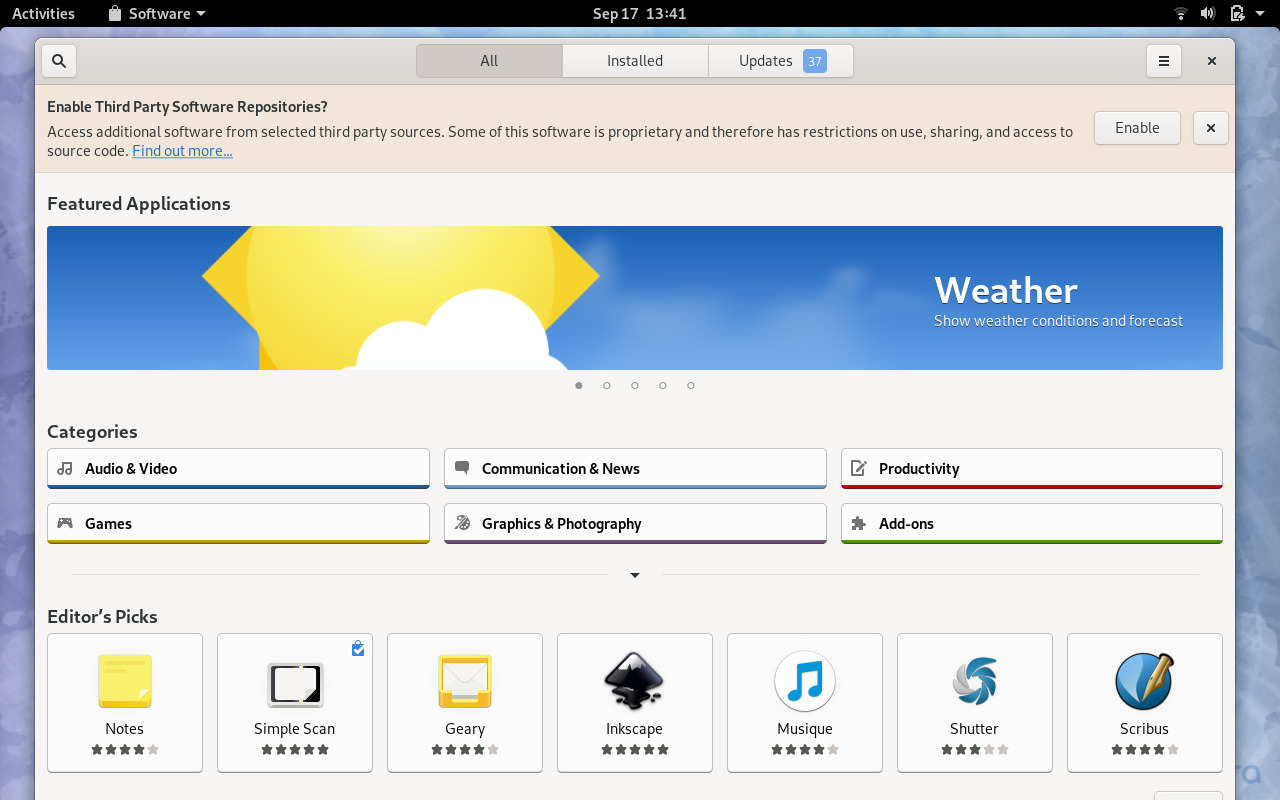 Activities
Software
Sep 17 13:41
All
Installed
Updates 37
Enable Third Party Software Repositories?
Access additional software from selected third party sources. Some of this software is proprietary and therefore has restrictions on use, sharing, and access to
source code. Find out more...
Enable
Featured Applications
Weather
Show weather conditions and forecast
Categories
Audio & Video
Communication & News
Productivity
Games
Graphics & Photography
Add-ons
Editor’s Picks
Notes
Simple Scan
Geary
Inkscape
Musique
Shutter
Scribus